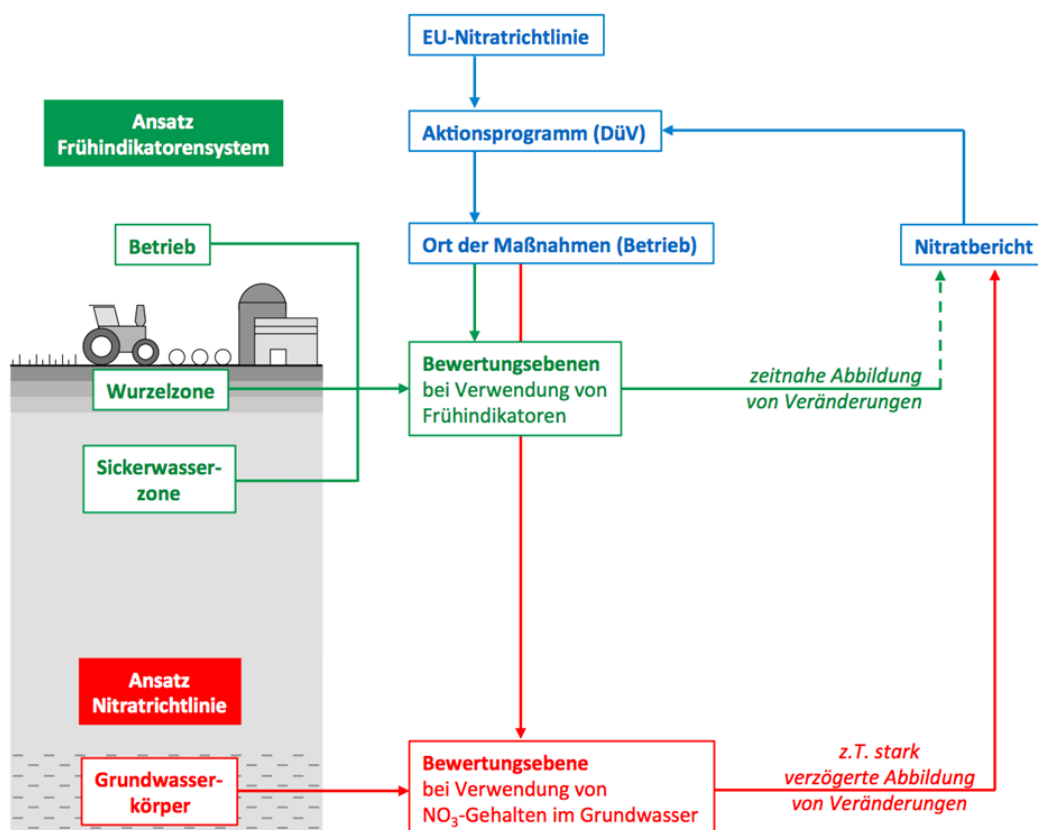 EU-Nitratrichtlinie
Ansatz
Frühindikatorensystem
Aktionsprogramm (DüV)
Betrieb
Ort der Maßnahmen (Betrieb)
Nitratbericht
Wurzelzone
Bewertungsebenen
bei Verwendung von
Frühindikatoren
zeitnahe Abbildung
von Veränderungen
Sickerwasser-
zone
Ansatz
Nitratrichtlinie
Grundwasser-
körper
Bewertungsebene
bei Verwendung von
NO₃-Gehalten im Grundwasser
z.T. stark
verzögerte Abbildung
von Veränderungen